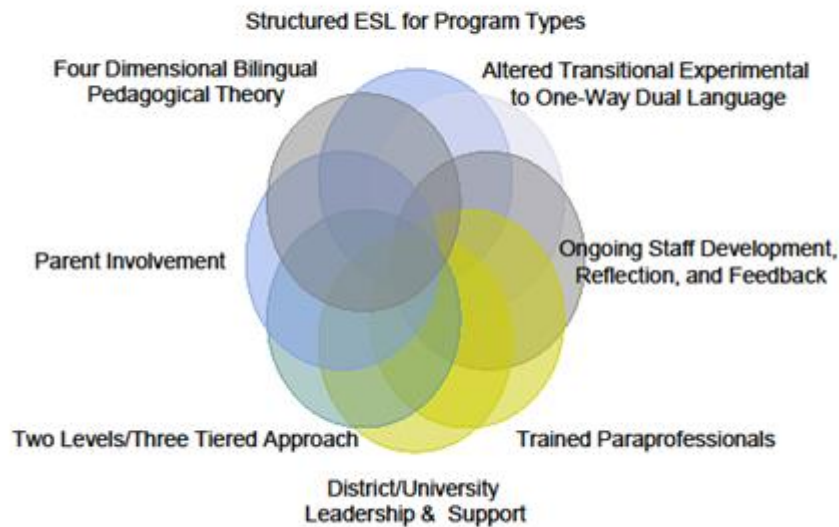 Structured ESL for Program Types
Four Dimensional Bilingual
Pedagogical Theory
Altered Transitional Experimental
to One-Way Dual Language
Parent Involvement
Ongoing Staff Development,
Reflection, and Feedback
Two Levels/Three Tiered Approach
Trained Paraprofessionals
District/University
Leadership & Support